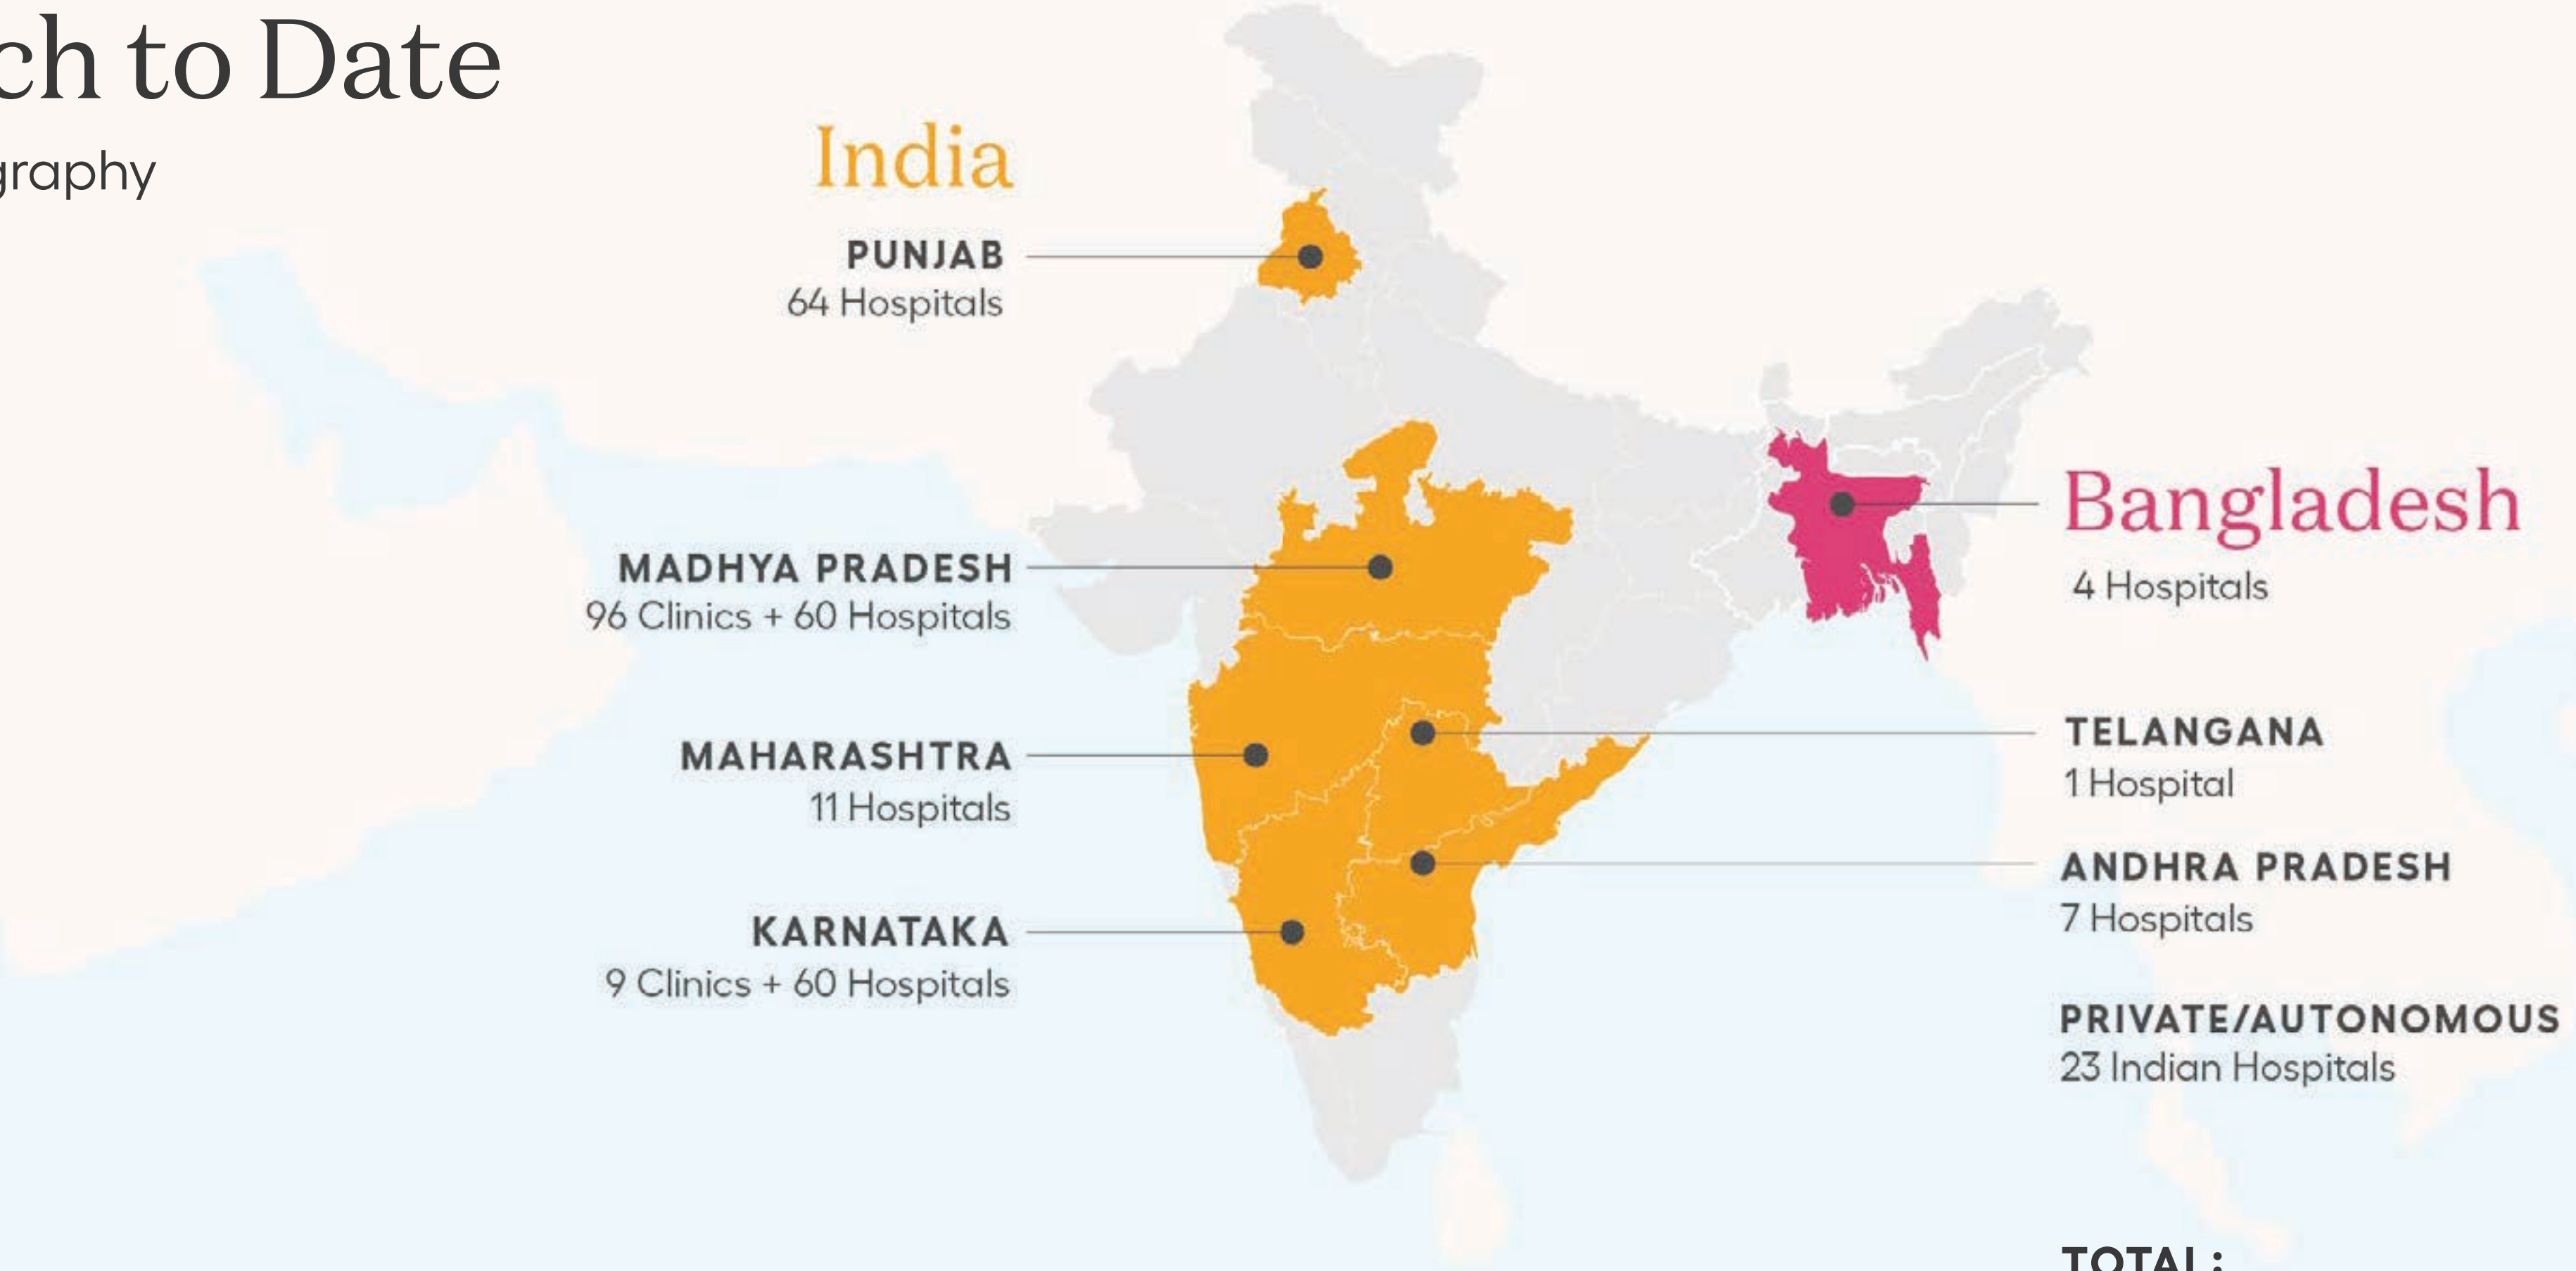 ch to Date
graphy
India
PUNJAB
64 Hospitals
MADHYA PRADESH
96 Clinics + 60 Hospitals
MAHARASHTRA
11 Hospitals
KARNATAKA
9 Clinics + 60 Hospitals
Bangladesh
4 Hospitals
TELANGANA
1 Hospital
ANDHRA PRADESH
7 Hospitals
PRIVATE/AUTONOMOUS
23 Indian Hospitals
TOTAL: